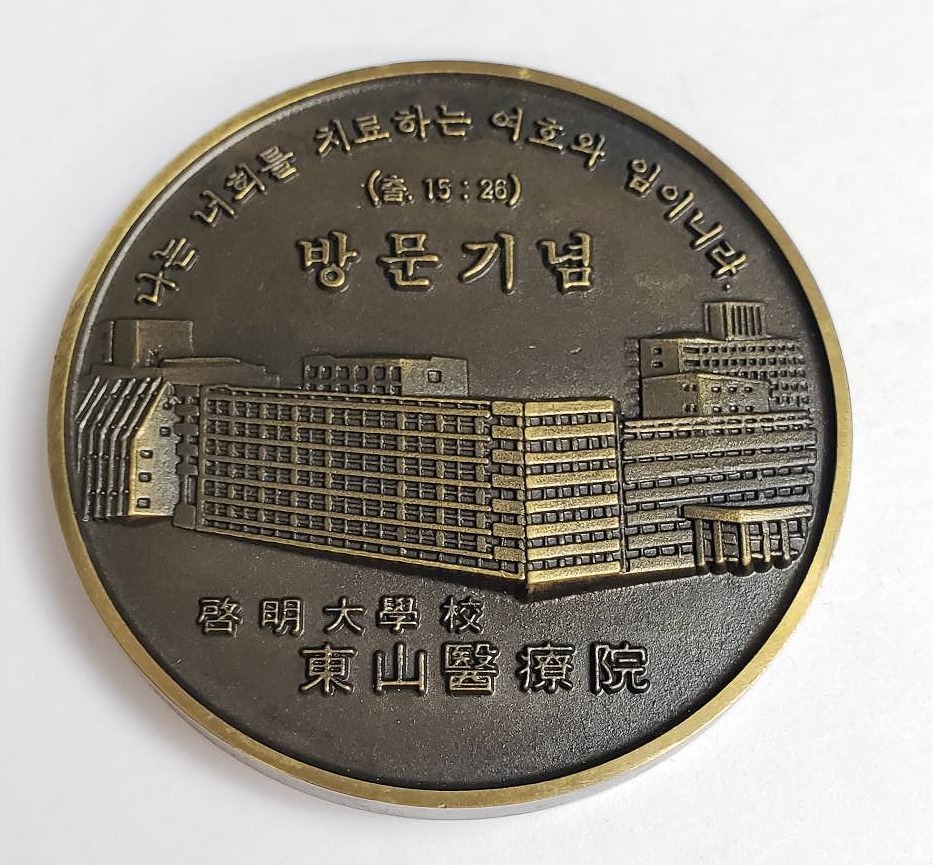 나는 너희를 치료하는 여호와 임이니라.
(출. 15 : 26)
방문기념
啓明大學校
東山醫療院